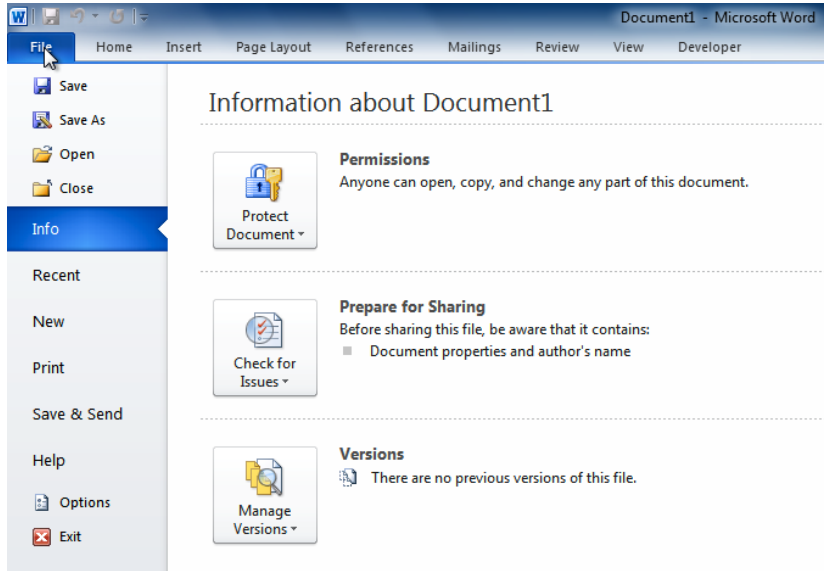 Document1 - Microsoft Word
File Home Insert Page Layout References Mailings Review View Developer
Save
Save As
Open
Close
Info
Recent
New
Print
Save & Send
Help
Options
Exit
Information about Document1
Protect
Document
Permissions
Anyone can open, copy, and change any part of this document.
Check for
Issues
Prepare for Sharing
Before sharing this file, be aware that it contains:
Document properties and author's name
Manage
Versions
Versions
There are no previous versions of this file.